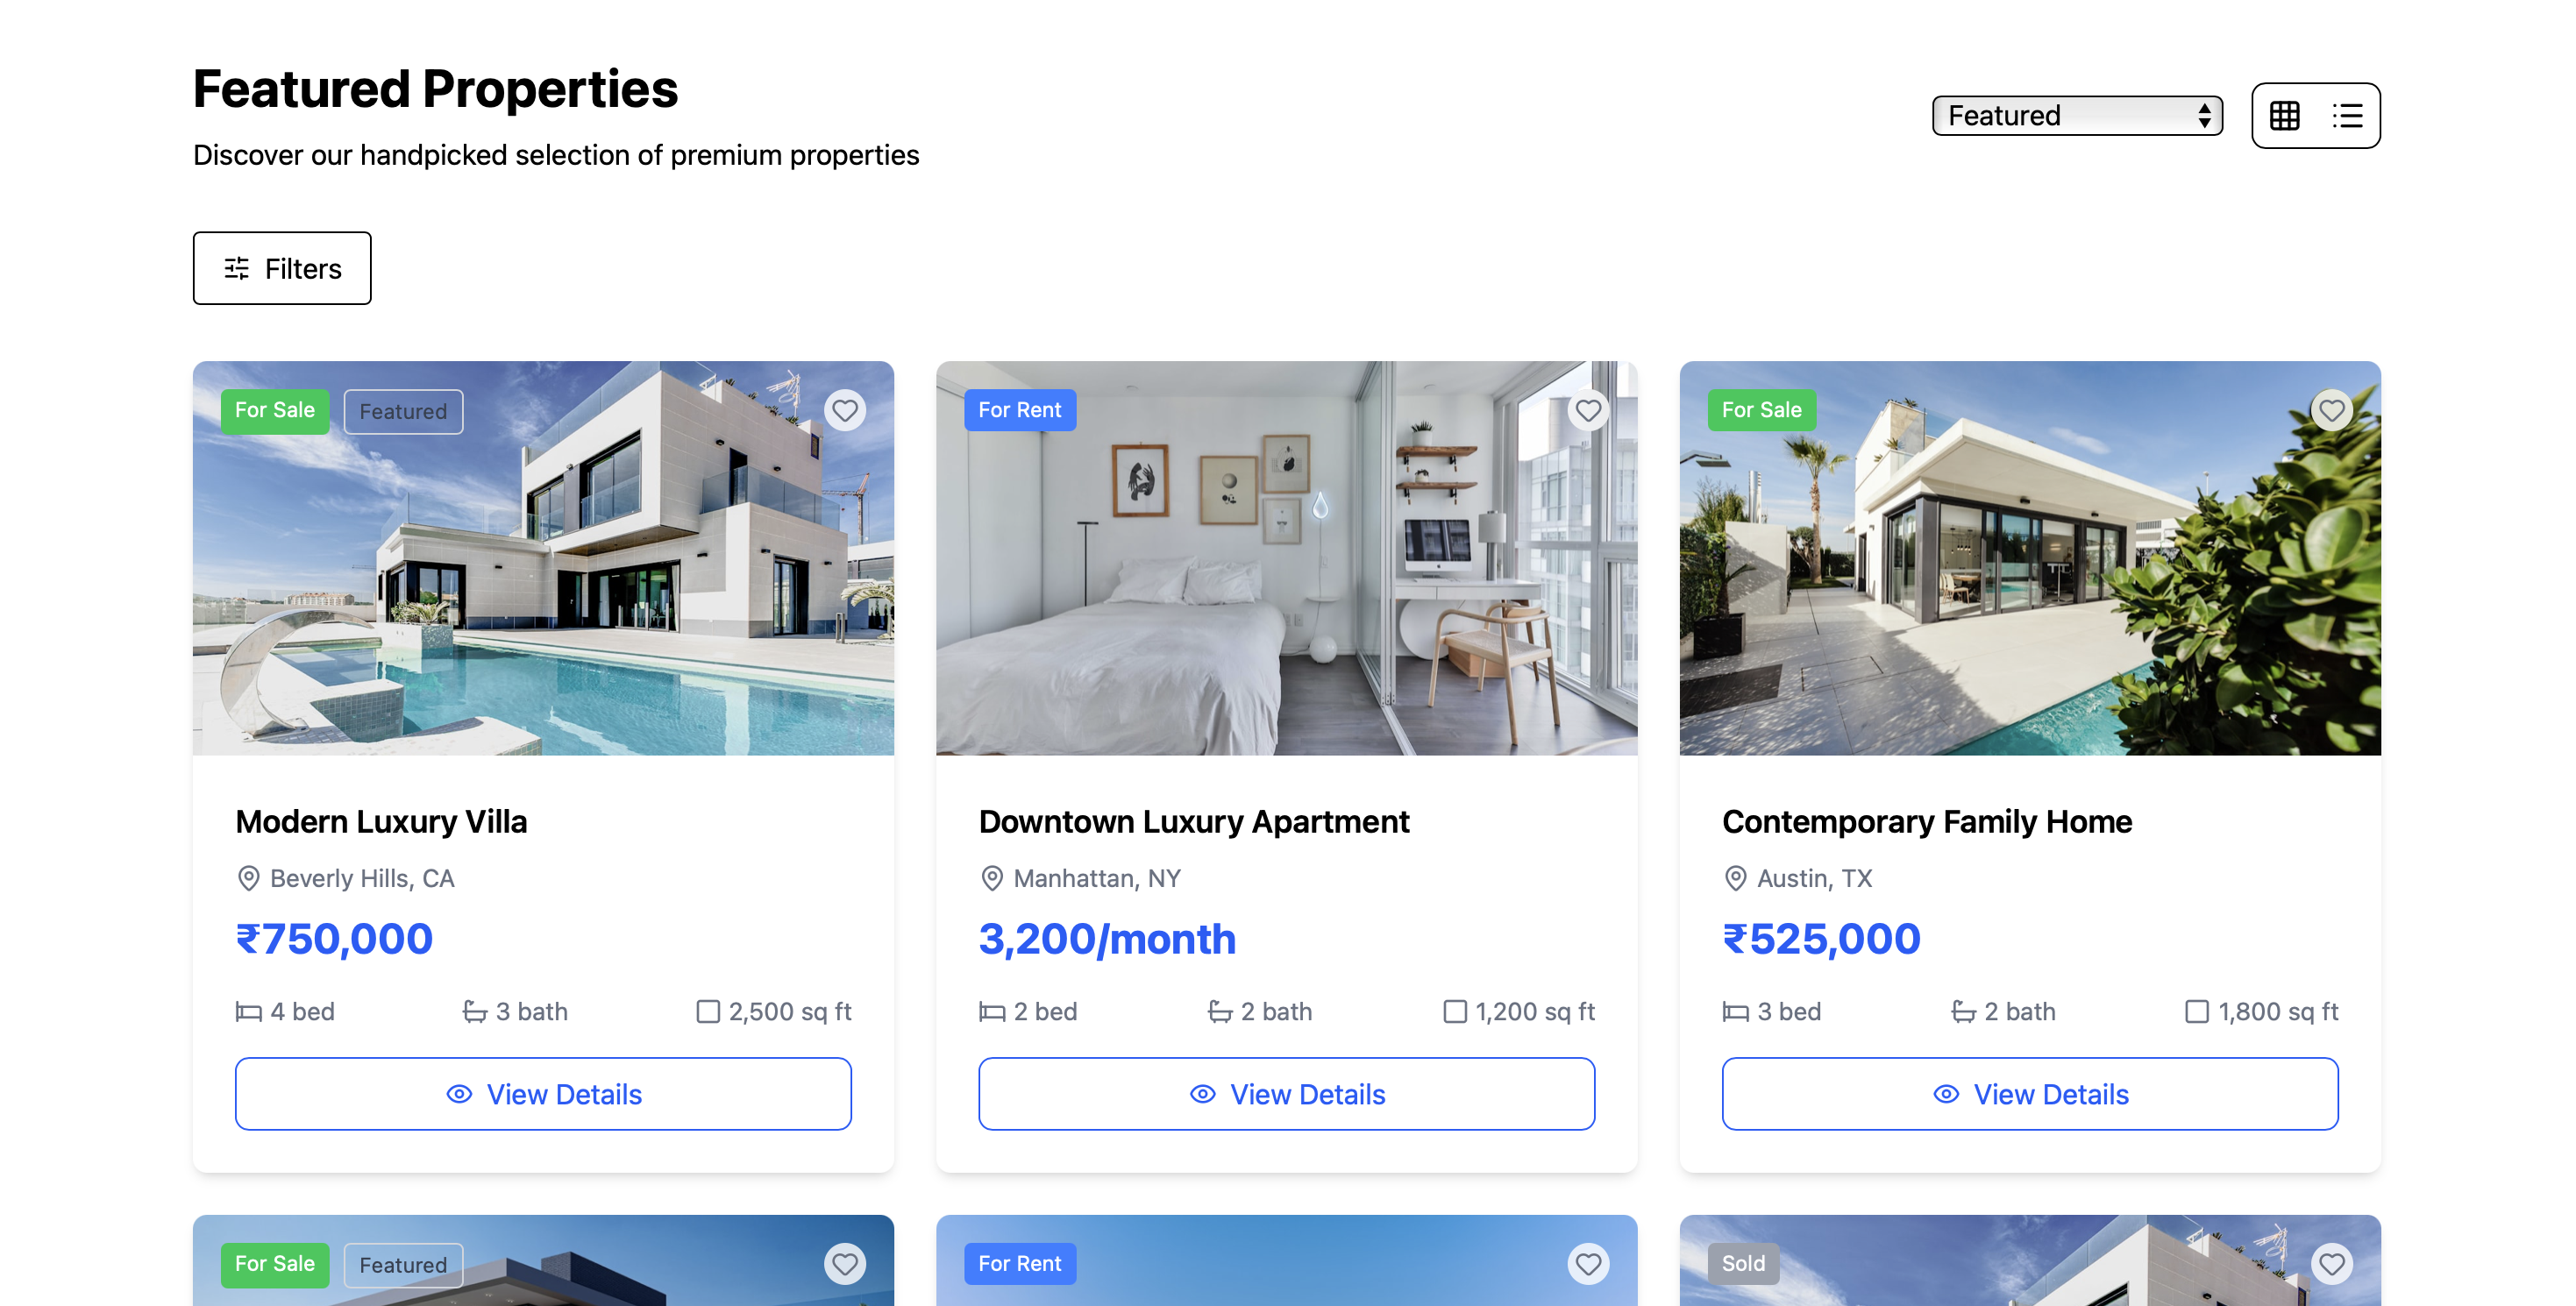 Featured Properties
Discover our handpicked selection of premium properties
Featured
Filters
For Sale
Featured
Modern Luxury Villa
Beverly Hills, CA
₹750,000
4 bed
3 bath
2,500 sq ft
View Details
For Rent
Downtown Luxury Apartment
Manhattan, NY
3,200/month
2 bed
2 bath
1,200 sq ft
View Details
For Sale
Contemporary Family Home
Austin, TX
₹525,000
3 bed
2 bath
1,800 sq ft
View Details
For Sale
Featured
For Rent
Sold